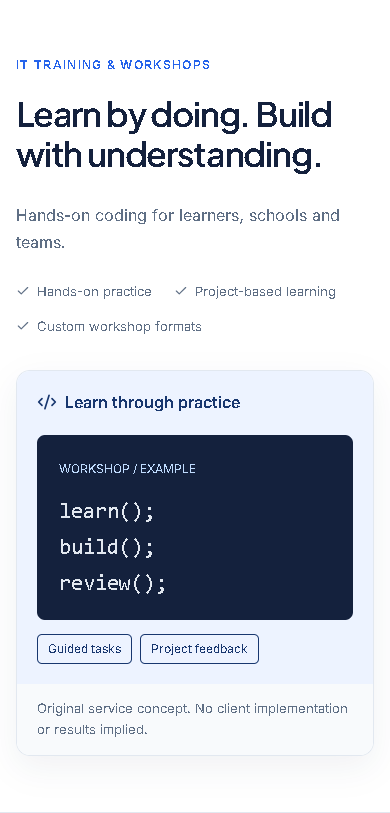 IT TRAINING & WORKSHOPS
Learn by doing. Build
with understanding.
Hands-on coding for learners, schools and
teams.
Hands-on practice
Project-based learning
Custom workshop formats
</> Learn through practice
WORKSHOP / EXAMPLE
learn();
build();
review();
Guided tasks
Project feedback
Original service concept. No client implementation
or results implied.